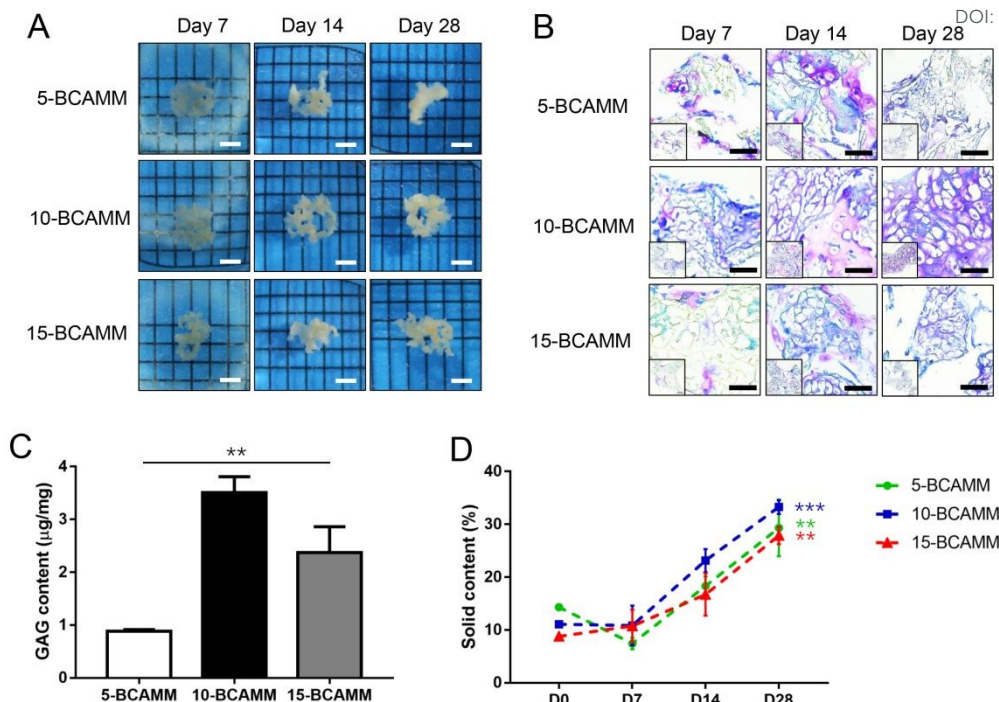 DOI:
A
Day 7 Day 14 Day 28
5-BCAMM
10-BCAMM
15-BCAMM
B
Day 7 Day 14 Day 28
5-BCAMM
10-BCAMM
15-BCAMM
C
**
GAG content (µg/mg)
4
3
2
1
0
5-BCAMM 10-BCAMM 15-BCAMM
D
Solid content (%)
40
30
20
10
0
D0 D7 D14 D28
***
**
**
5-BCAMM
10-BCAMM
15-BCAMM